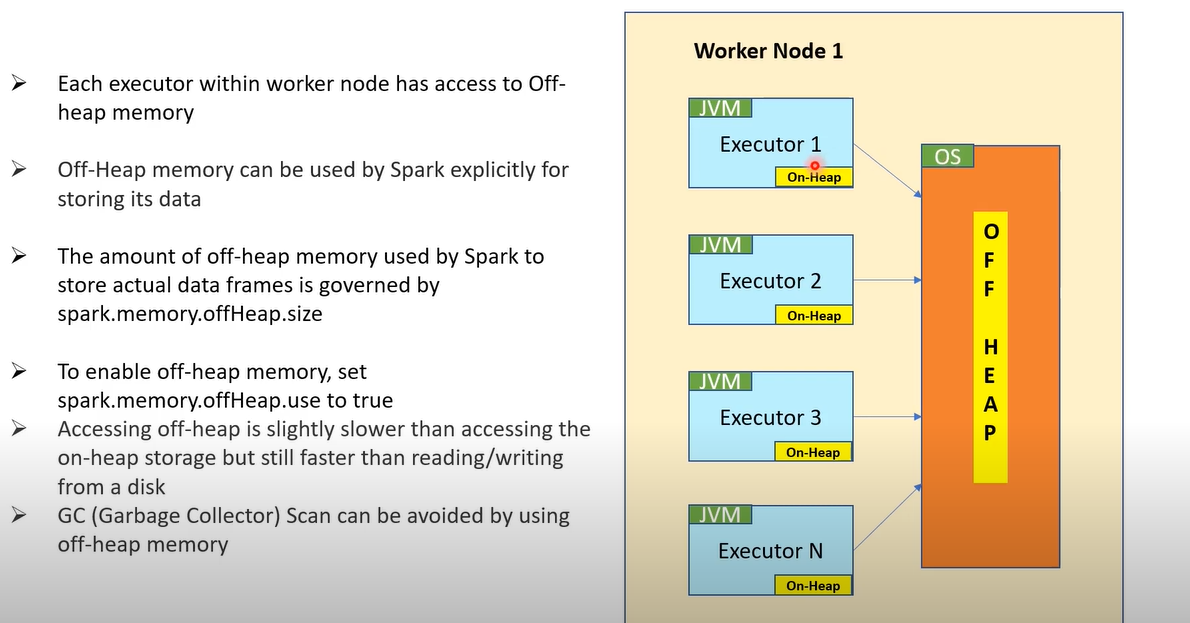 Each executor within worker node has access to Off-
heap memory
Off-Heap memory can be used by Spark explicitly for
storing its data
The amount of off-heap memory used by Spark to
store actual data frames is governed by
spark.memory.offHeap.size
To enable off-heap memory, set
spark.memory.offHeap.use to true
Accessing off-heap is slightly slower than accessing the
on-heap storage but still faster than reading/writing
from a disk
GC (Garbage Collector) Scan can be avoided by using
off-heap memory
Worker Node 1
JVM
Executor 1
On-Heap
JVM
Executor 2
On-Heap
JVM
Executor 3
On-Heap
JVM
Executor N
On-Heap
OS
O
F
F
H
E
A
P